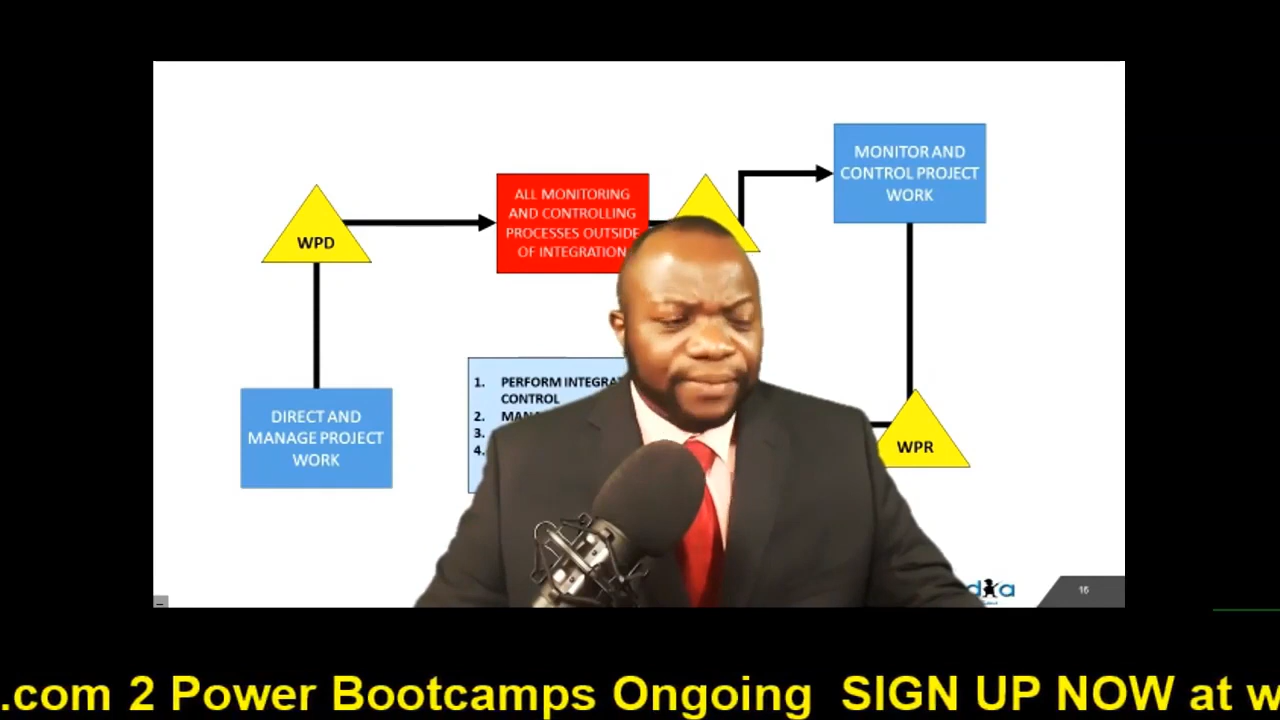 MONITOR AND
CONTROL PROJECT
WORK
ALL MONITORING
AND CONTROLLING
PROCESSES OUTSIDE
OF INTEGRATION
WPD
1. PERFORM
CONTROL
2.
3.
4.
DIRECT AND
MANAGE PROJECT
WORK
WPR
16
.com 2 Power Bootcamps Ongoing SIGN UP NOW at